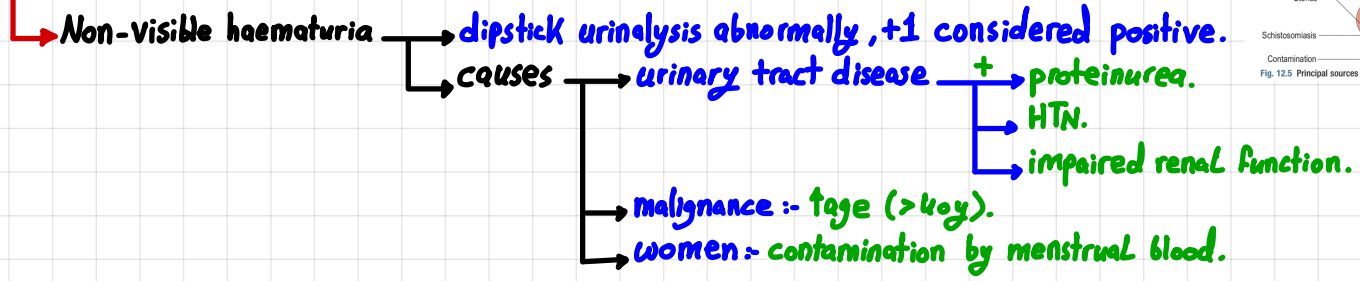 Non-visible haematuria dipstick urinalysis abnormally, +1 considered positive.
causes urinary tract disease + proteinurea.
HTN.
impaired renal function.
malignance :- ↑age (>40y).
women :- contamination by menstrual blood.
Schistosomiasis
Contamination
Fig. 12.5 Principal sources